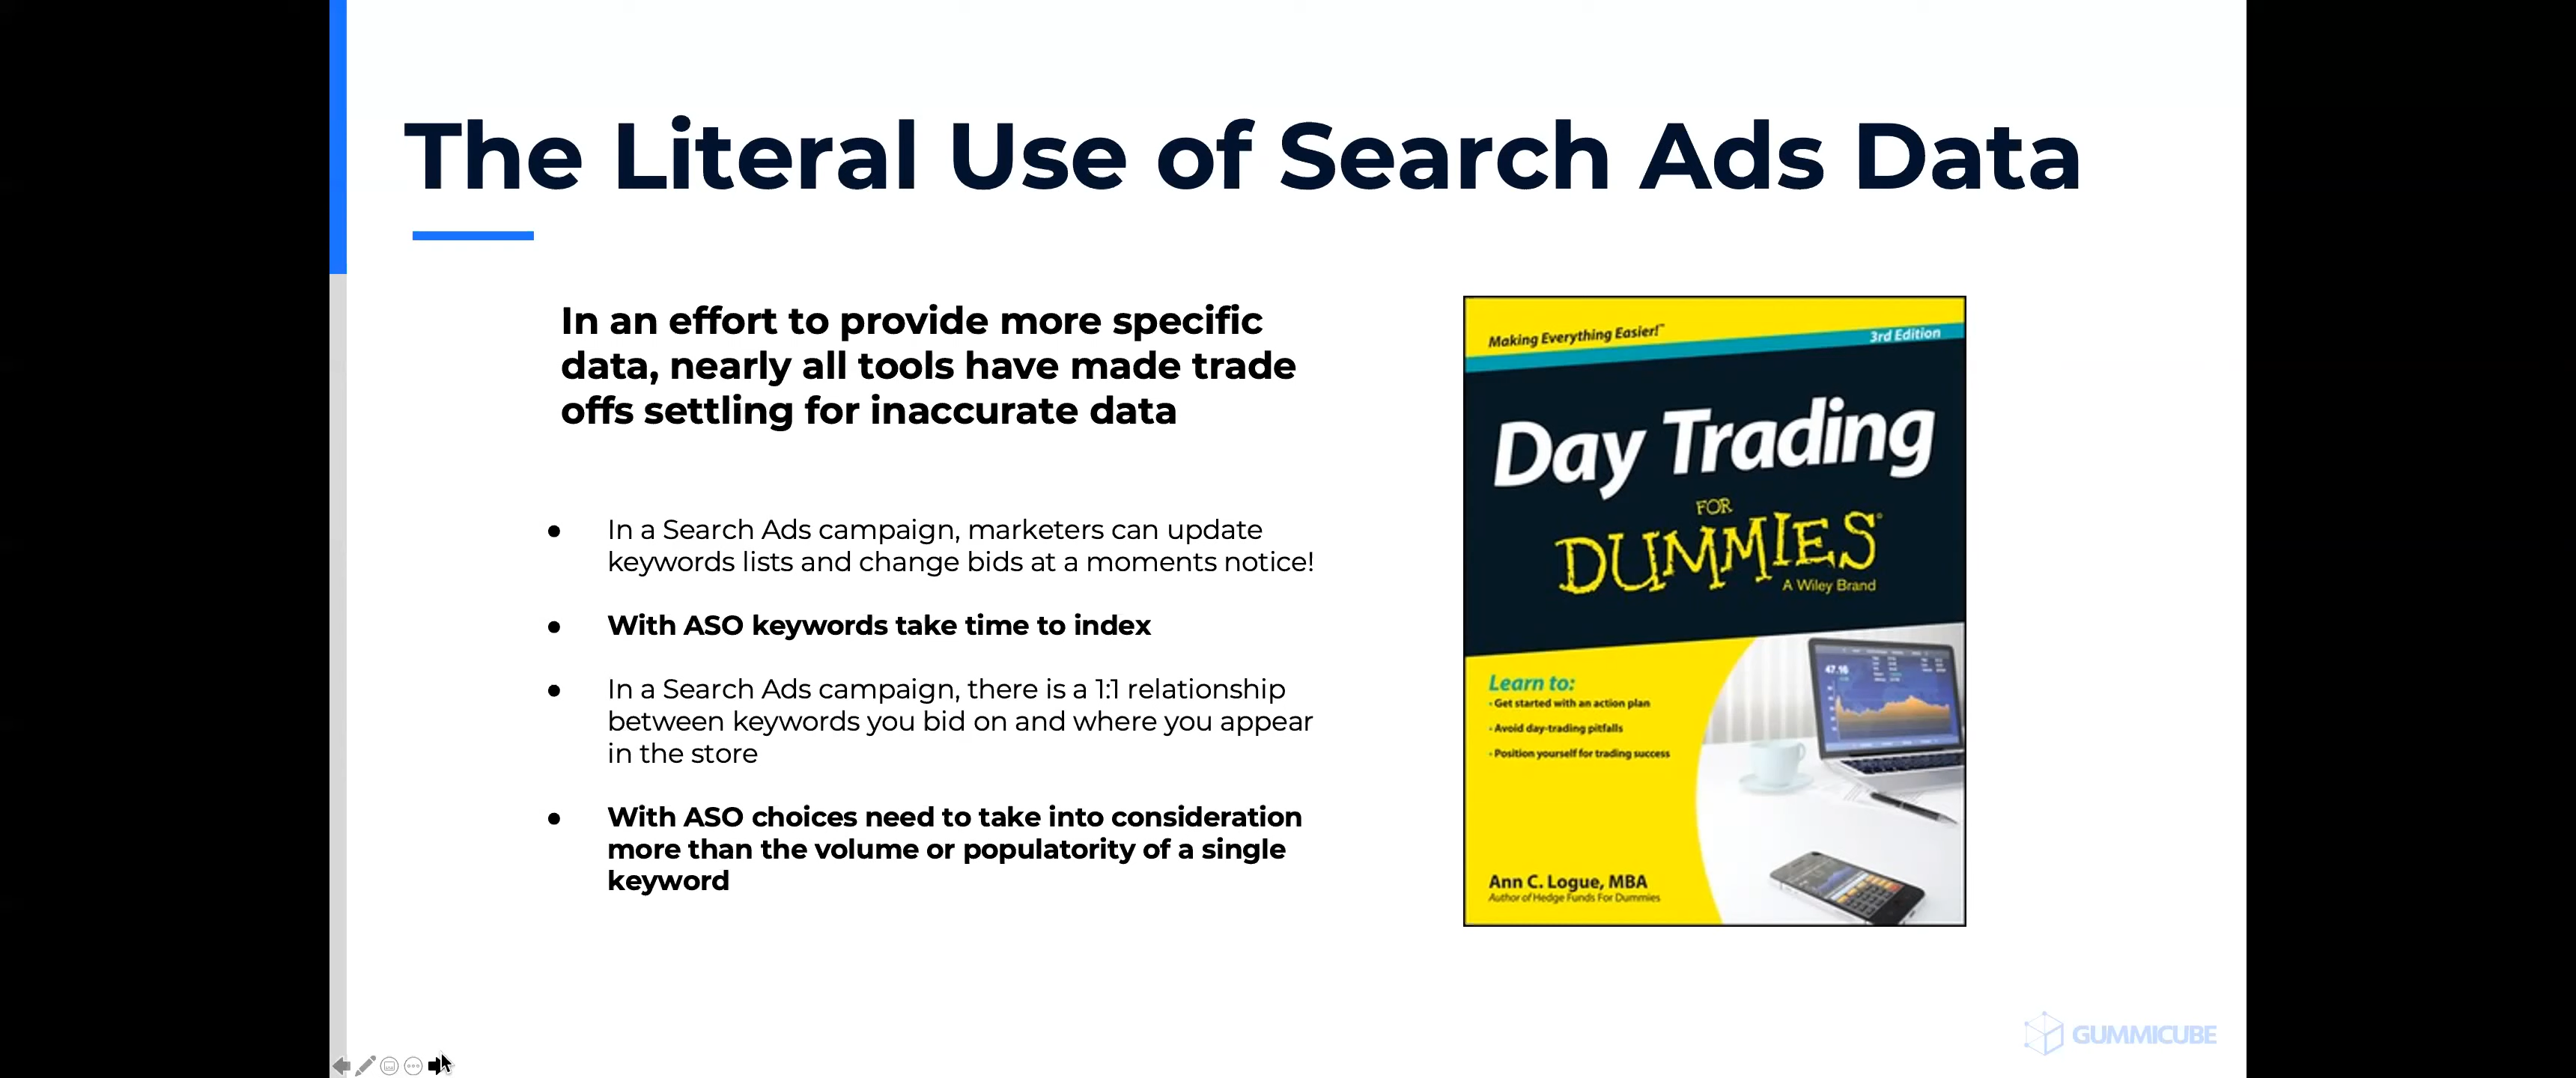 The Literal Use of Search Ads Data
In an effort to provide more specific
data, nearly all tools have made trade
offs settling for inaccurate data
● In a Search Ads campaign, marketers can update
keywords lists and change bids at a moments notice!
● With ASO keywords take time to index
● In a Search Ads campaign, there is a 1:1 relationship
between keywords you bid on and where you appear
in the store
● With ASO choices need to take into consideration
more than the volume or populatority of a single
keyword
Making Everything Easier!™
3rd Edition
Day Trading
FOR
DUMMIES®
A Wiley Brand
Learn to:
• Get started with an action plan
• Avoid day-trading pitfalls
• Position yourself for trading success
47.16
Ann C. Logue, MBA
Author of Hedge Funds For Dummies
GUMMICUBE